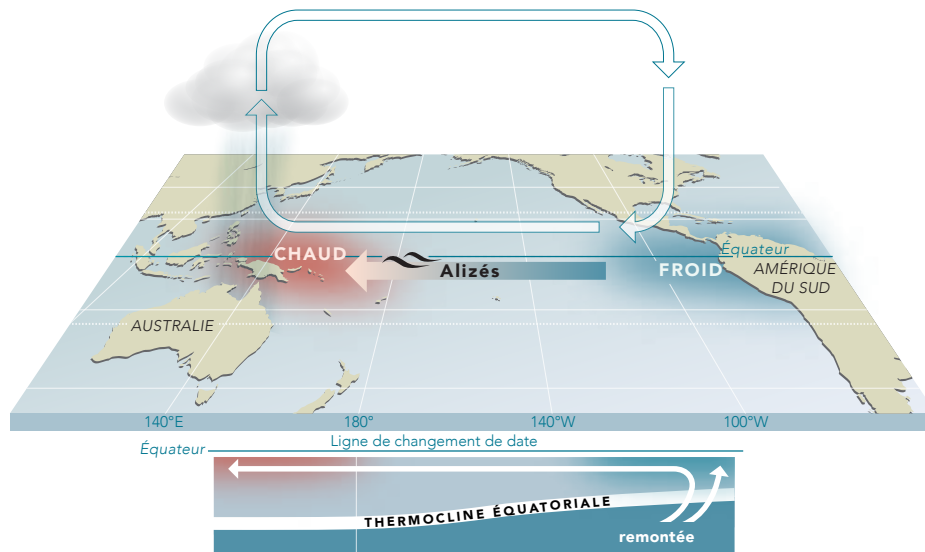 Équateur
CHAUD
Alizés
FROID
AMÉRIQUE
DU SUD
AUSTRALIE
140°E
180°
140°W
100°W
Ligne de changement de date
Équateur
THERMOCLINE ÉQUATORIALE
remontée